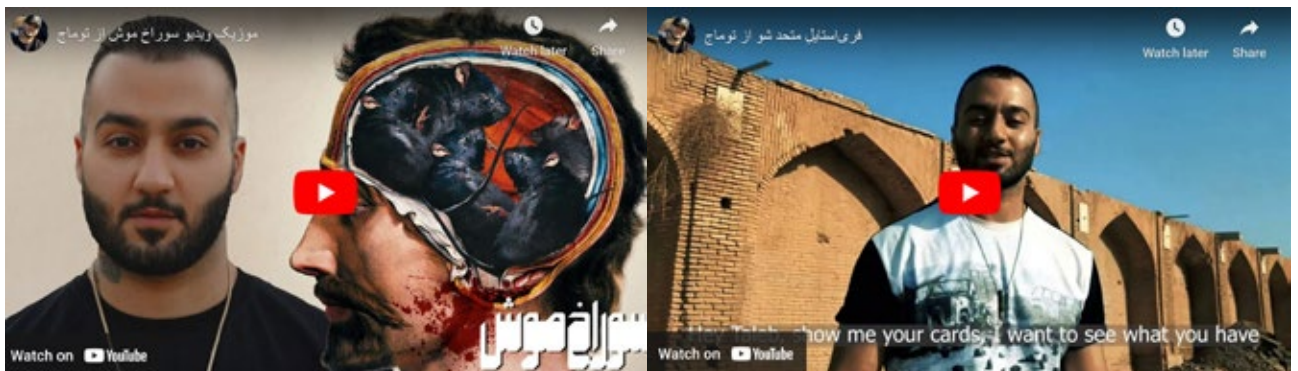 موزیک ویدیو سوراخ موش از توماج
Watch later
Share
سوراخ موش
Watch on YouTube
فری‌استایلِ متحد شو از توماج
Watch later
Share
Hey Taleb, show me your cards, I want to see what you have
Watch on YouTube